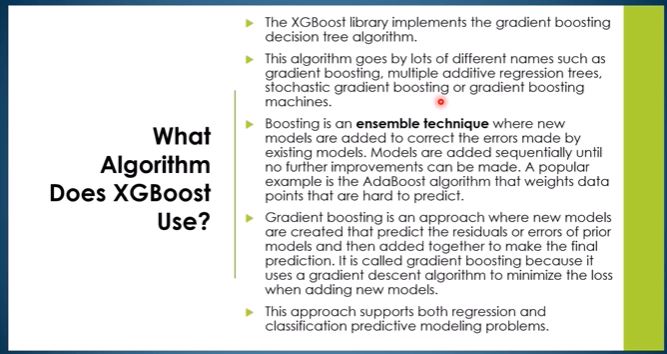 What
Algorithm
Does XGBoost
Use?
The XGBoost library implements the gradient boosting
decision tree algorithm.
This algorithm goes by lots of different names such as
gradient boosting, multiple additive regression trees,
stochastic gradient boosting or gradient boosting
machines.
Boosting is an ensemble technique where new
models are added to correct the errors made by
existing models. Models are added sequentially until
no further improvements can be made. A popular
example is the AdaBoost algorithm that weights data
points that are hard to predict.
Gradient boosting is an approach where new models
are created that predict the residuals or errors of prior
models and then added together to make the final
prediction. It is called gradient boosting because it
uses a gradient descent algorithm to minimize the loss
when adding new models.
This approach supports both regression and
classification predictive modeling problems.